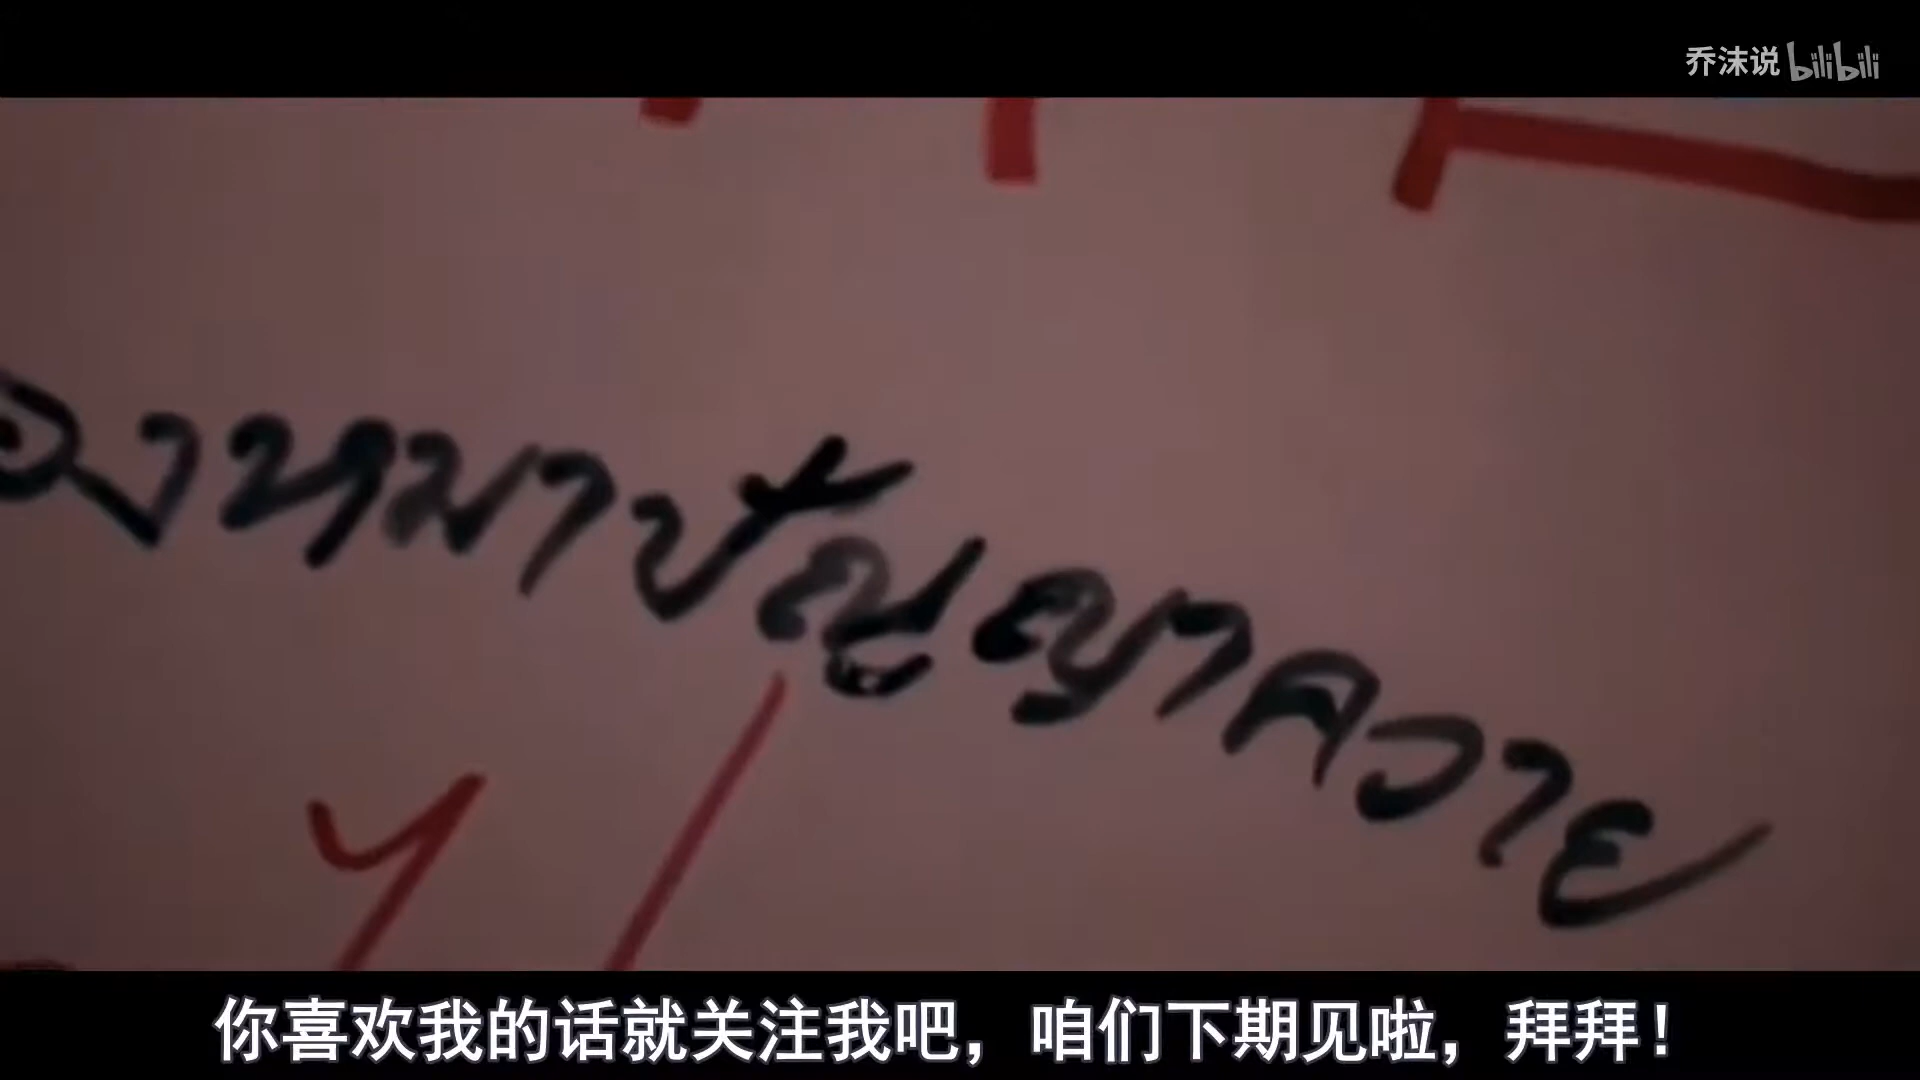 乔沫说 bilibili
องหมาปัญญาควาย
你喜欢我的话就关注我吧，咱们下期见啦，拜拜！